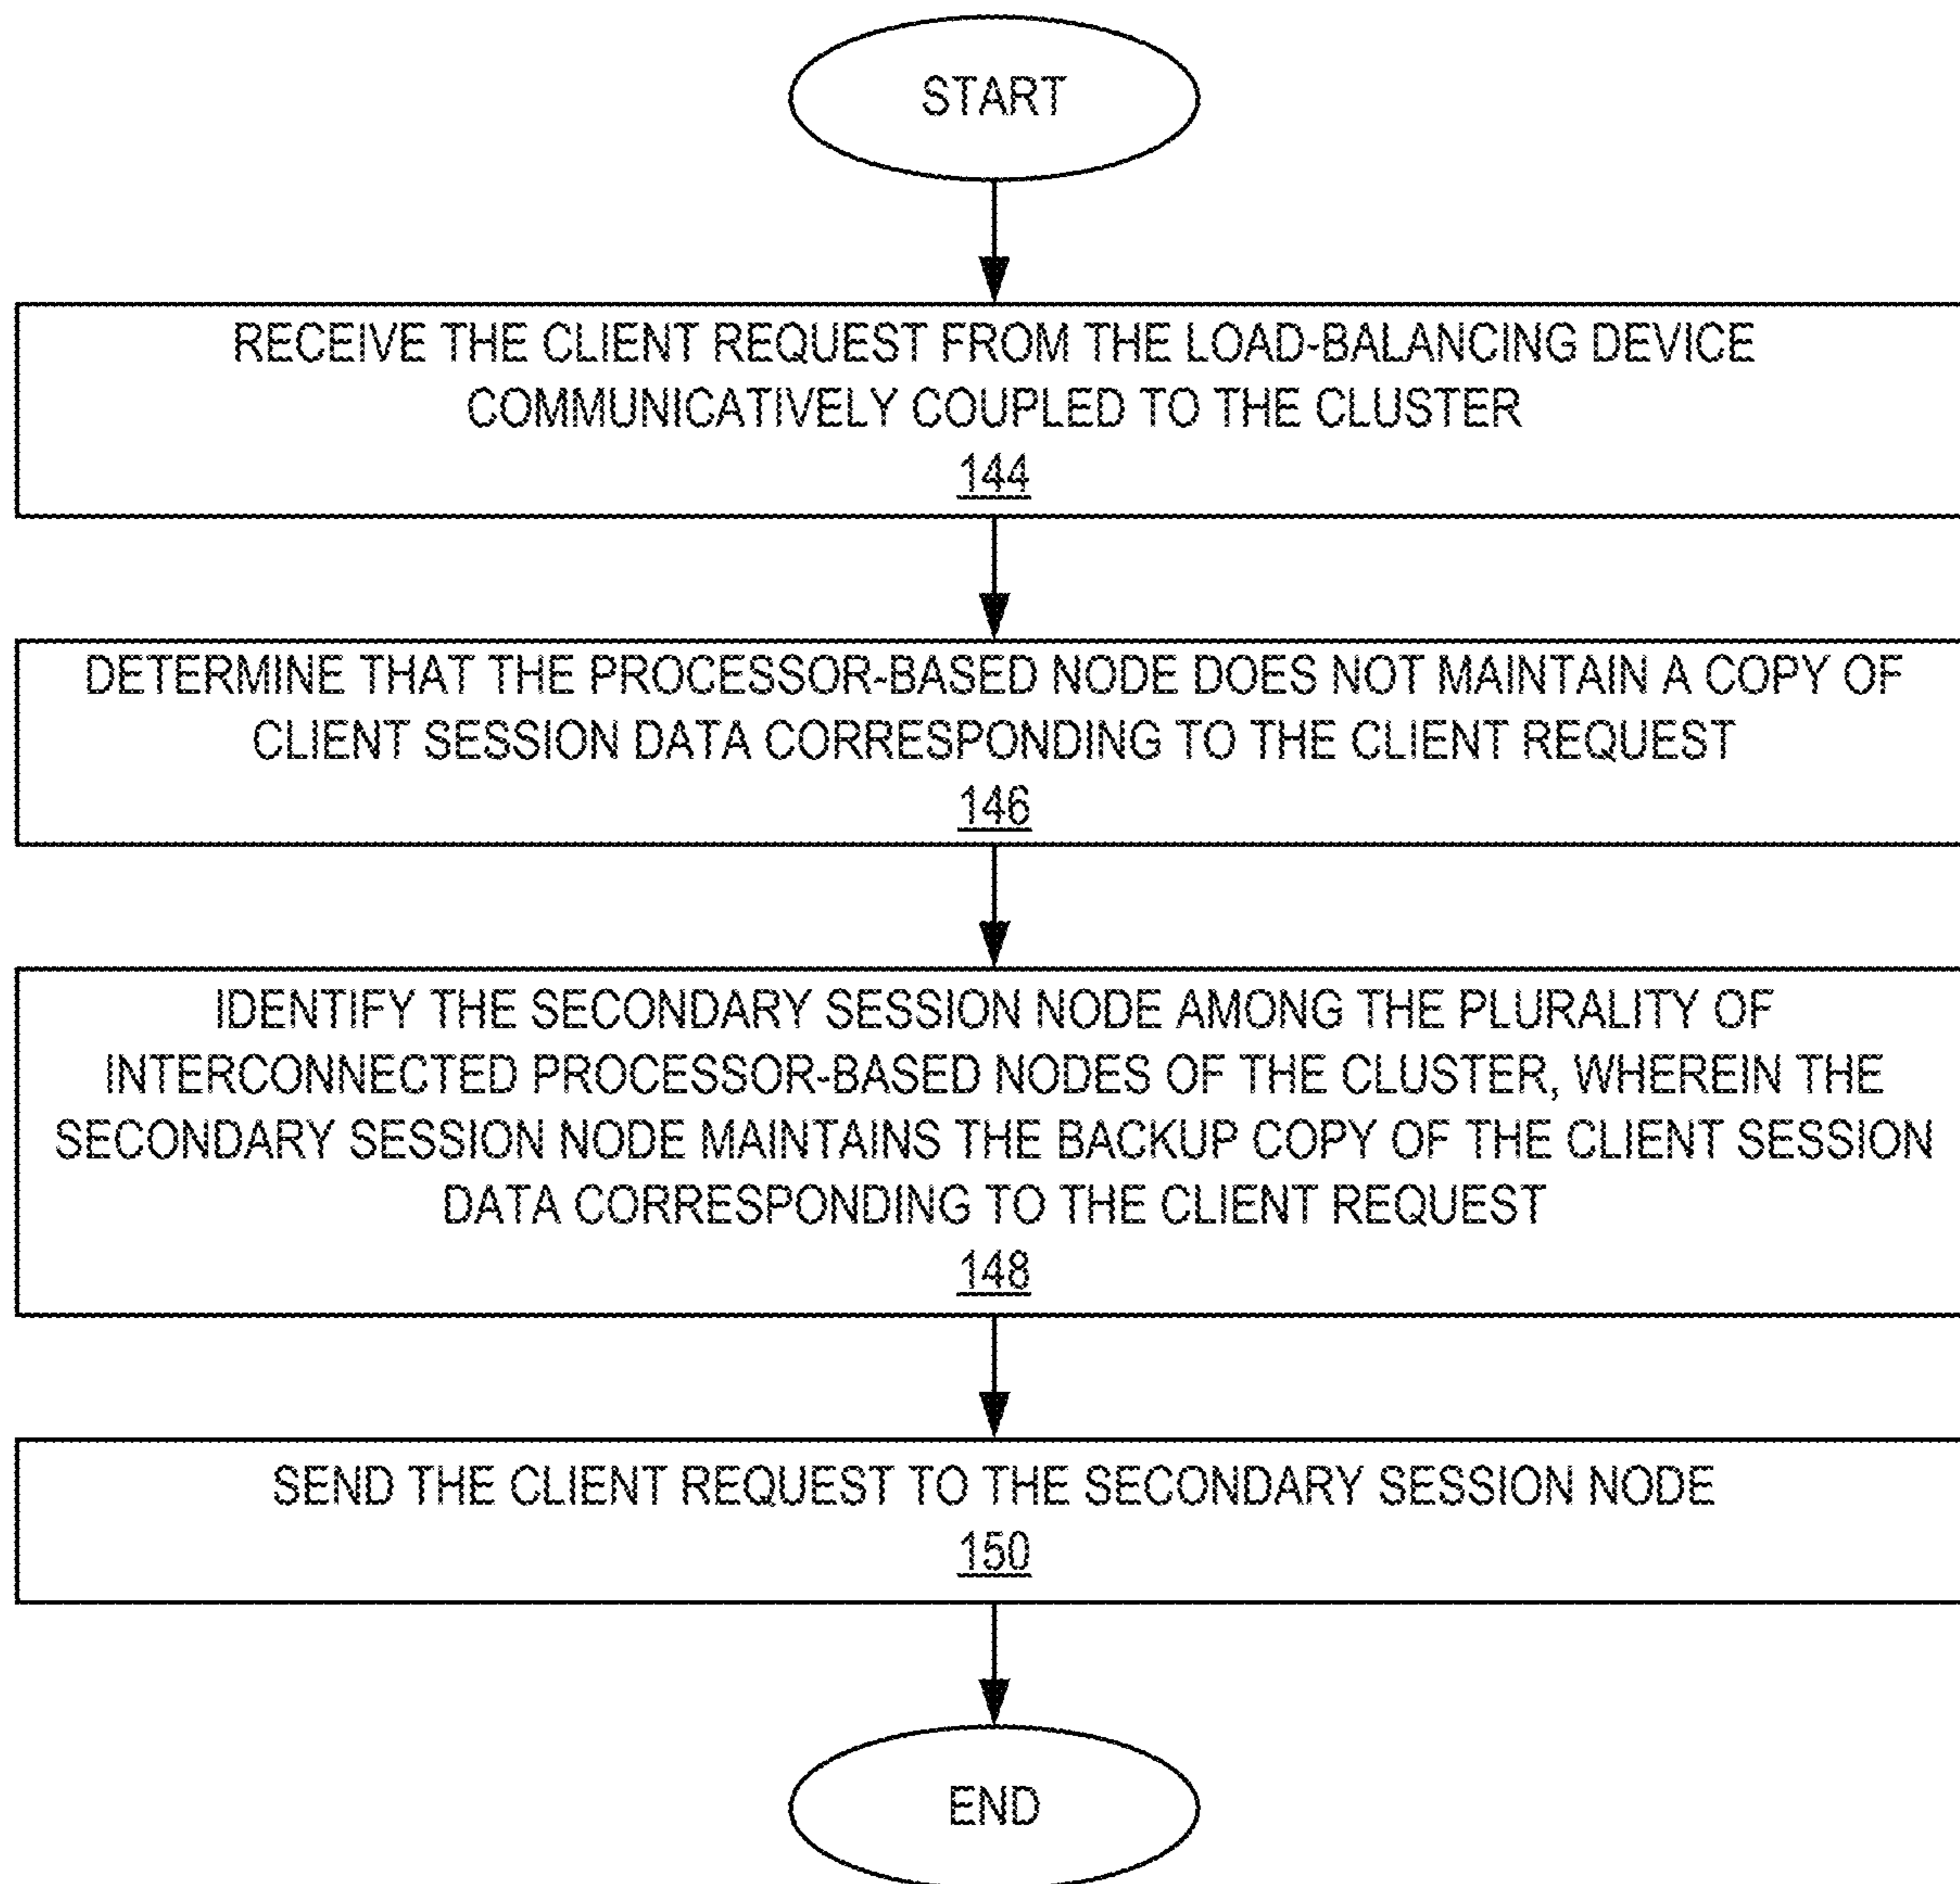 START
RECEIVE THE CLIENT REQUEST FROM THE LOAD-BALANCING DEVICE
COMMUNICATIVELY COUPLED TO THE CLUSTER
144
DETERMINE THAT THE PROCESSOR-BASED NODE DOES NOT MAINTAIN A COPY OF
CLIENT SESSION DATA CORRESPONDING TO THE CLIENT REQUEST
146
IDENTIFY THE SECONDARY SESSION NODE AMONG THE PLURALITY OF
INTERCONNECTED PROCESSOR-BASED NODES OF THE CLUSTER, WHEREIN THE
SECONDARY SESSION NODE MAINTAINS THE BACKUP COPY OF THE CLIENT SESSION
DATA CORRESPONDING TO THE CLIENT REQUEST
148
SEND THE CLIENT REQUEST TO THE SECONDARY SESSION NODE
150
END